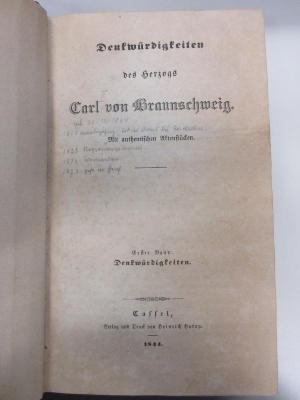 Denkwürdigkeiten
des Herzogs
Carl von Braunschweig.
Mit authentischen Aktenstücken.
Erster Band.
Denkwürdigkeiten.
Cassel,
Verlag und Druck von Heinrich Hotop.
1844.